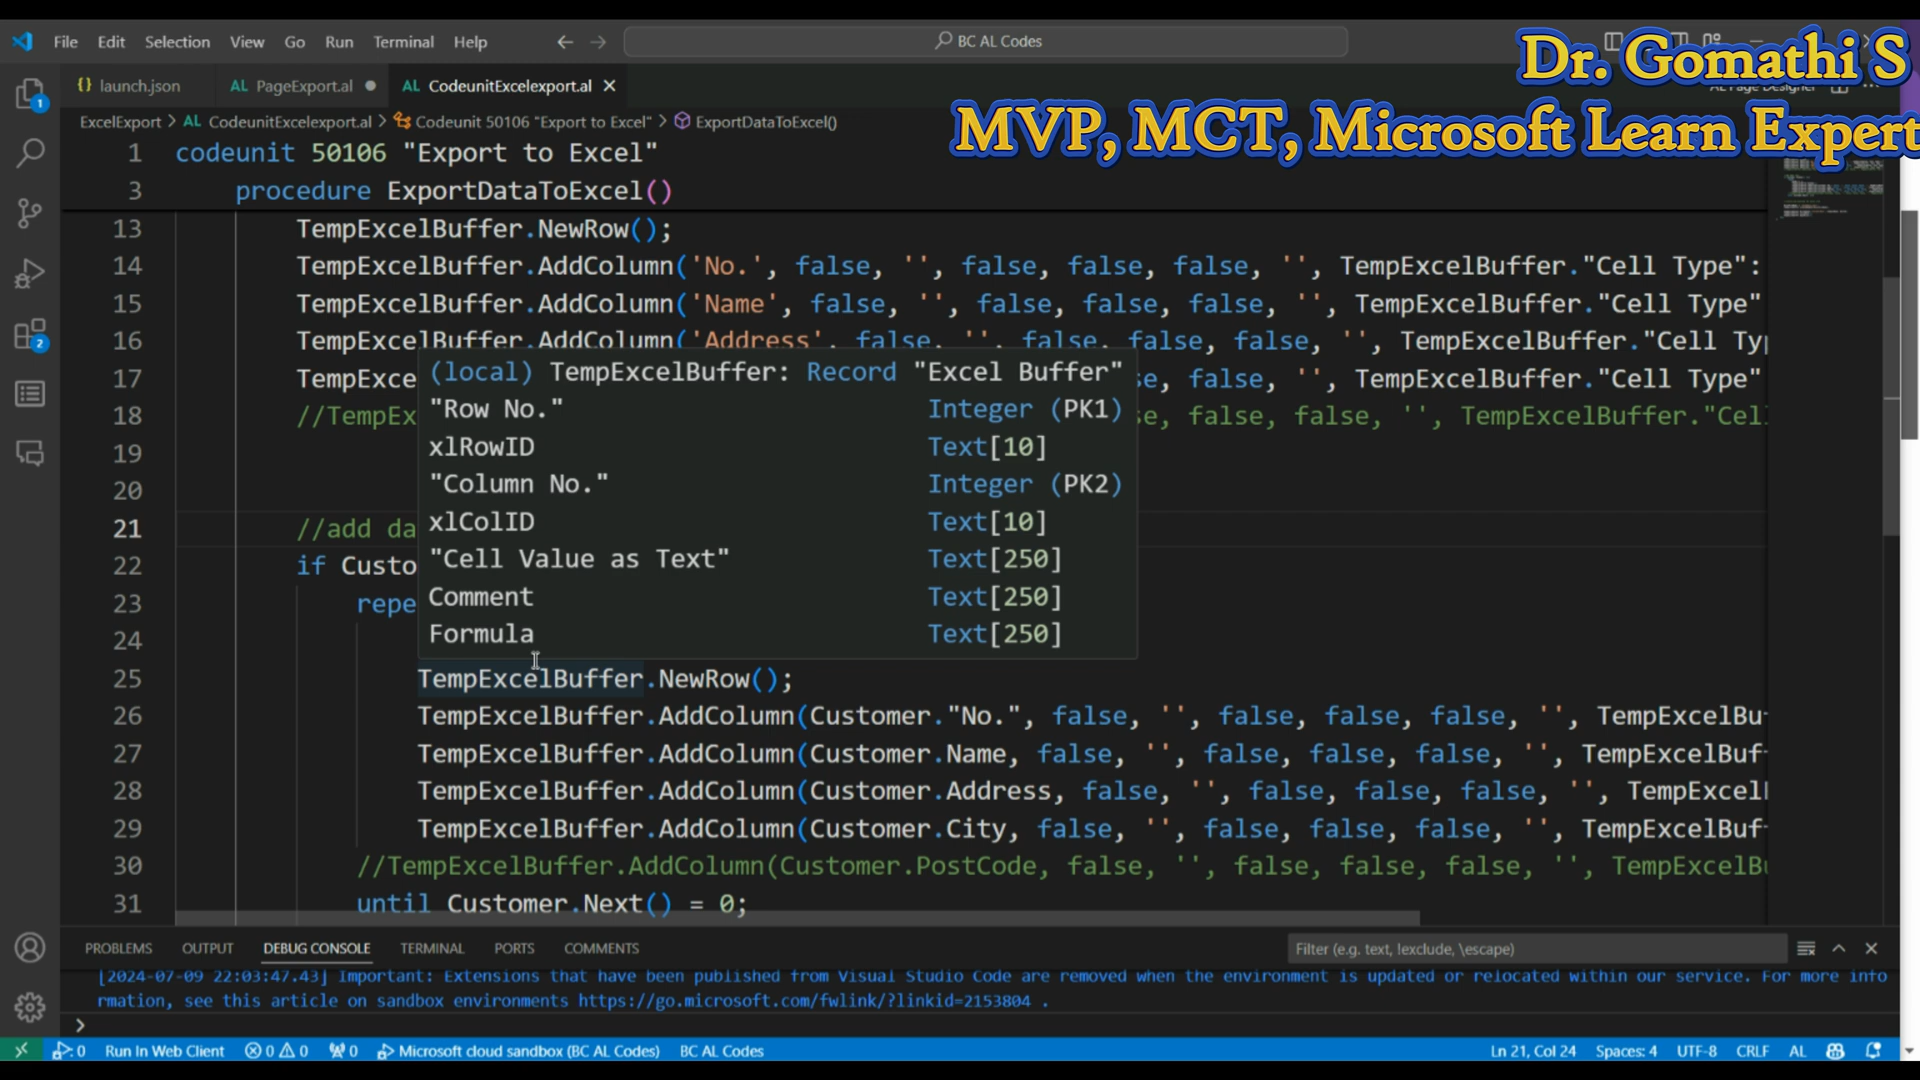 File Edit Selection View Go Run Terminal Help
BC AL Codes
Dr. Gomathi S
MVP, MCT, Microsoft Learn Expert
{} launch.json
AL PageExport.al
AL CodeunitExcelexport.al
AL Page Designer
ExcelExport > AL CodeunitExcelexport.al > Codeunit 50106 "Export to Excel" > ExportDataToExcel()
1 codeunit 50106 "Export to Excel"
3 procedure ExportDataToExcel()
13 TempExcelBuffer.NewRow();
14 TempExcelBuffer.AddColumn('No.', false, '', false, false, false, '', TempExcelBuffer."Cell Type":
15 TempExcelBuffer.AddColumn('Name', false, '', false, false, false, '', TempExcelBuffer."Cell Type"
16 TempExcelBuffer.AddColumn('Address', false, '', false, false, false, '', TempExcelBuffer."Cell Ty
17 TempExce se, false, '', TempExcelBuffer."Cell Type"
18 //TempEx se, false, false, '', TempExcelBuffer."Cel
19
20
21 //add da
22 if Custo
23 repe
24
(local) TempExcelBuffer: Record "Excel Buffer"
"Row No." Integer (PK1)
xlRowID Text[10]
"Column No." Integer (PK2)
xlColID Text[10]
"Cell Value as Text" Text[250]
Comment Text[250]
Formula Text[250]
25 TempExcelBuffer.NewRow();
26 TempExcelBuffer.AddColumn(Customer."No.", false, '', false, false, false, '', TempExcelBu
27 TempExcelBuffer.AddColumn(Customer.Name, false, '', false, false, false, '', TempExcelBuf
28 TempExcelBuffer.AddColumn(Customer.Address, false, '', false, false, false, '', TempExcel
29 TempExcelBuffer.AddColumn(Customer.City, false, '', false, false, false, '', TempExcelBuf
30 //TempExcelBuffer.AddColumn(Customer.PostCode, false, '', false, false, false, '', TempExcelBu
31 until Customer.Next() = 0;
1
2
PROBLEMS OUTPUT DEBUG CONSOLE TERMINAL PORTS COMMENTS
Filter (e.g. text, !exclude, \escape)
[2024-07-09 22:03:47.43] Important: Extensions that have been published from Visual Studio Code are removed when the environment is updated or relocated within our service. For more info
rmation, see this article on sandbox environments https://go.microsoft.com/fwlink/?linkid=2153804 .
>
0 Run In Web Client 0 0 0 Microsoft cloud sandbox (BC AL Codes) BC AL Codes Ln 21, Col 24 Spaces: 4 UTF-8 CRLF AL